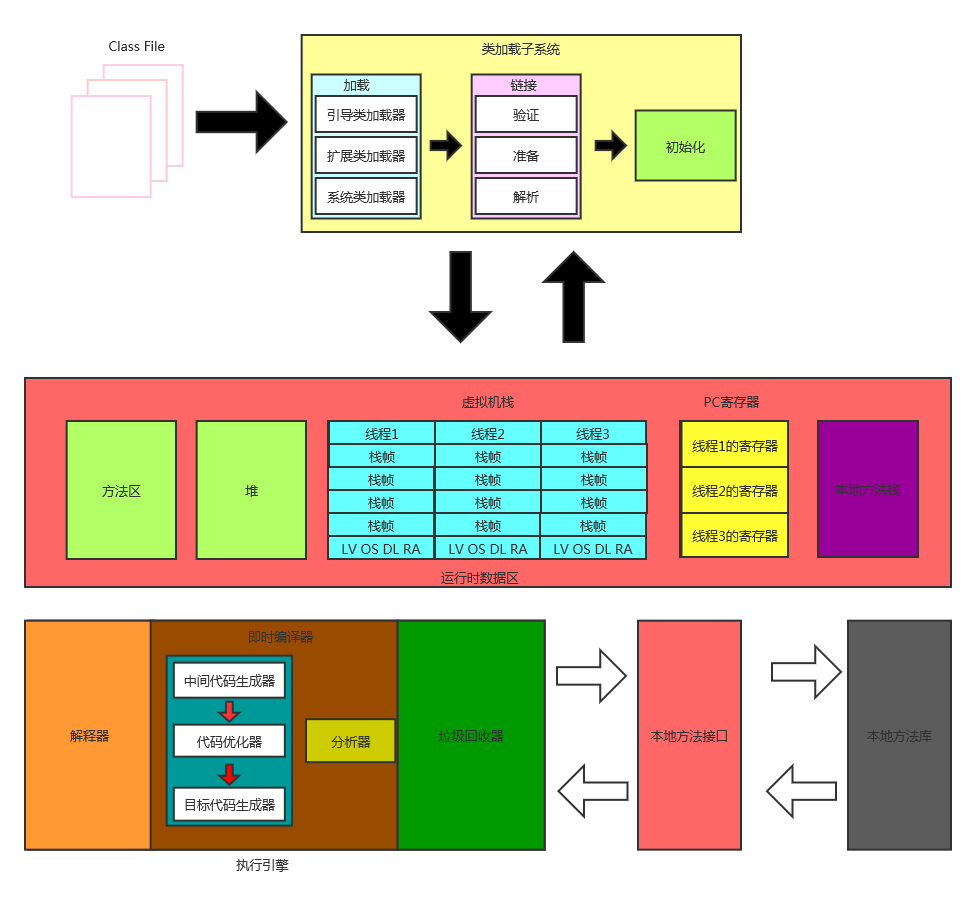 Class File
类加载子系统
加载
链接
引导类加载器
验证
初始化
扩展类加载器
准备
系统类加载器
解析
虚拟机栈
PC寄存器
方法区
堆
线程1 线程2 线程3
栈帧 栈帧 栈帧
栈帧 栈帧 栈帧
栈帧 栈帧 栈帧
栈帧 栈帧 栈帧
LV OS DL RA LV OS DL RA LV OS DL RA
线程1的寄存器
线程2的寄存器
线程3的寄存器
本地方法栈
运行时数据区
解释器
即时编译器
中间代码生成器
代码优化器
目标代码生成器
分析器
垃圾回收器
本地方法接口
本地方法库
执行引擎